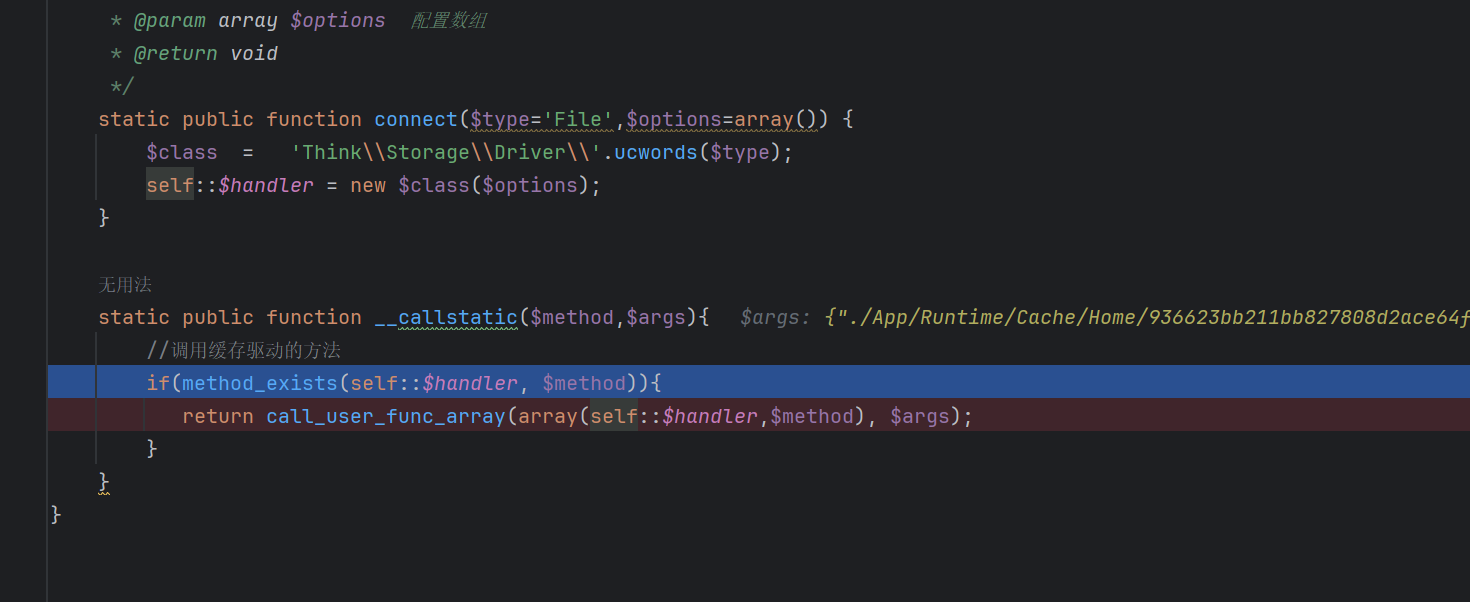 * @param array $options  配置数组
* @return void
*/
static public function connect($type='File',$options=array()) {
    $class  =   'Think\\Storage\\Driver\\'.ucwords($type);
    self::$handler = new $class($options);
}
无用法
static public function __callstatic($method,$args){   $args: {"./App/Runtime/Cache/Home/936623bb211bb827808d2ace64f
    //调用缓存驱动的方法
    if(method_exists(self::$handler, $method)){
       return call_user_func_array(array(self::$handler,$method), $args);
    }
}
}